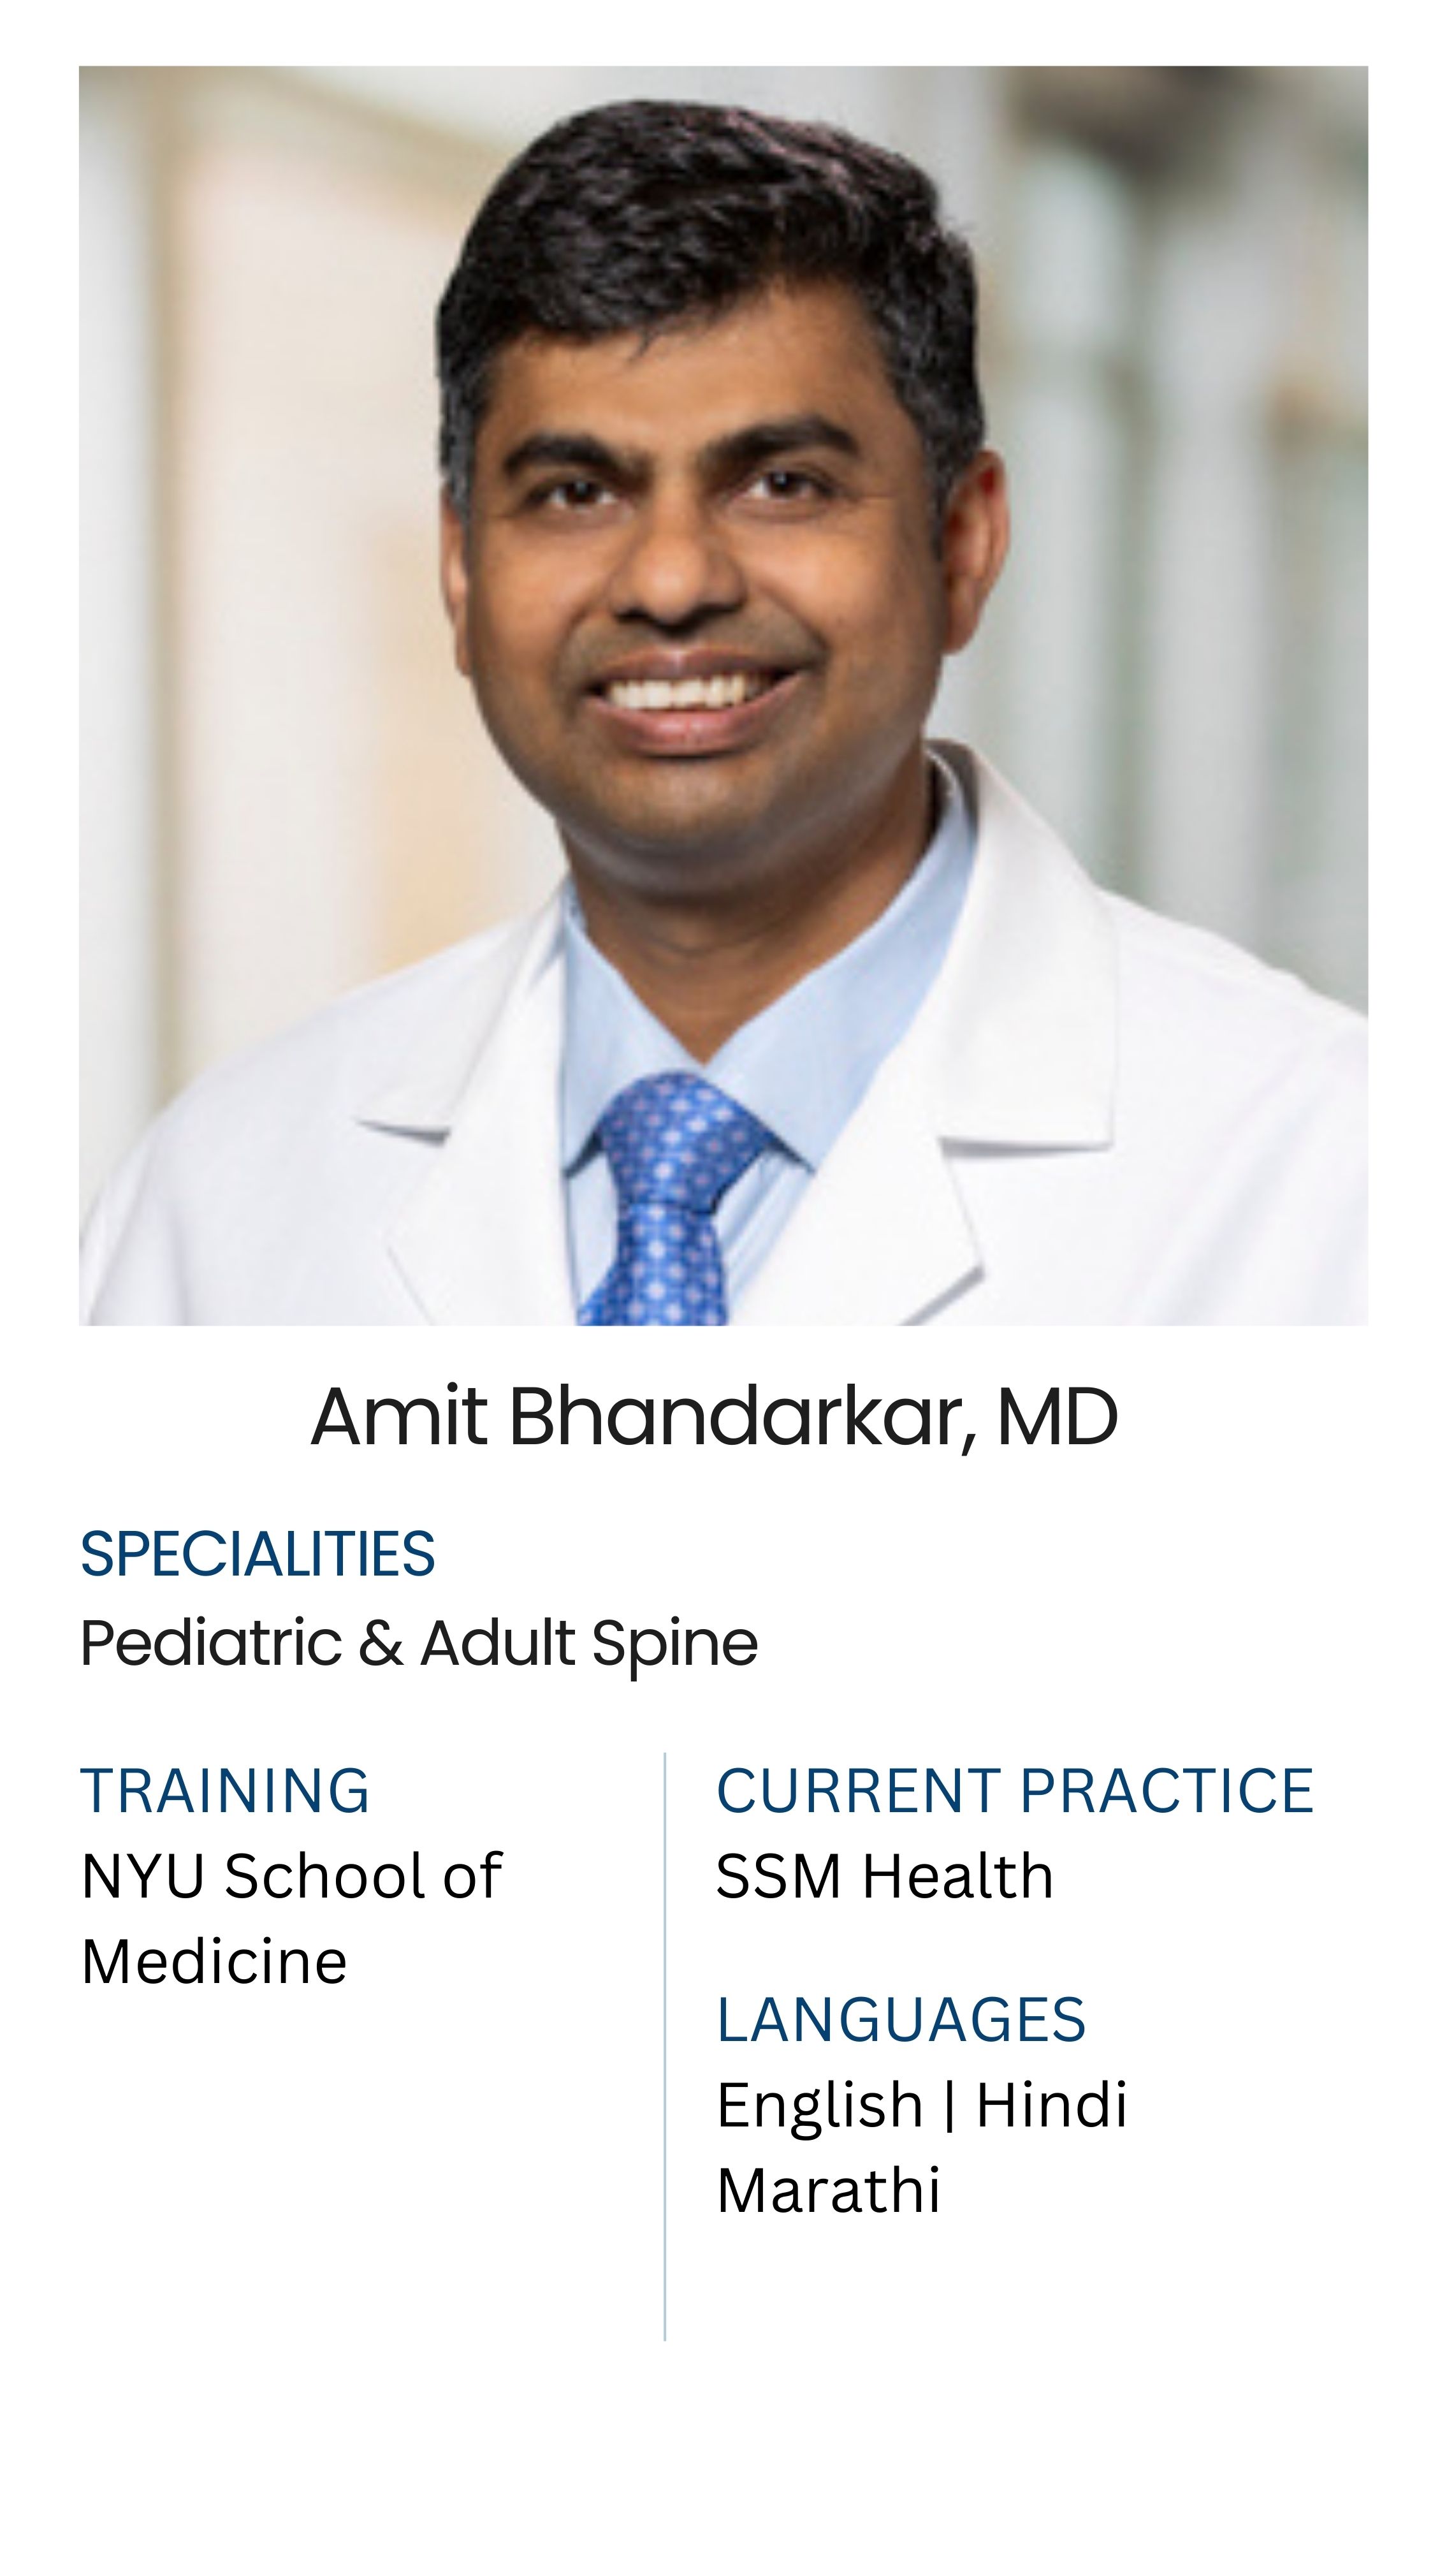 Amit Bhandarkar, MD
SPECIALITIES
Pediatric & Adult Spine
TRAINING
NYU School of
Medicine
CURRENT PRACTICE
SSM Health
LANGUAGES
English | Hindi
Marathi